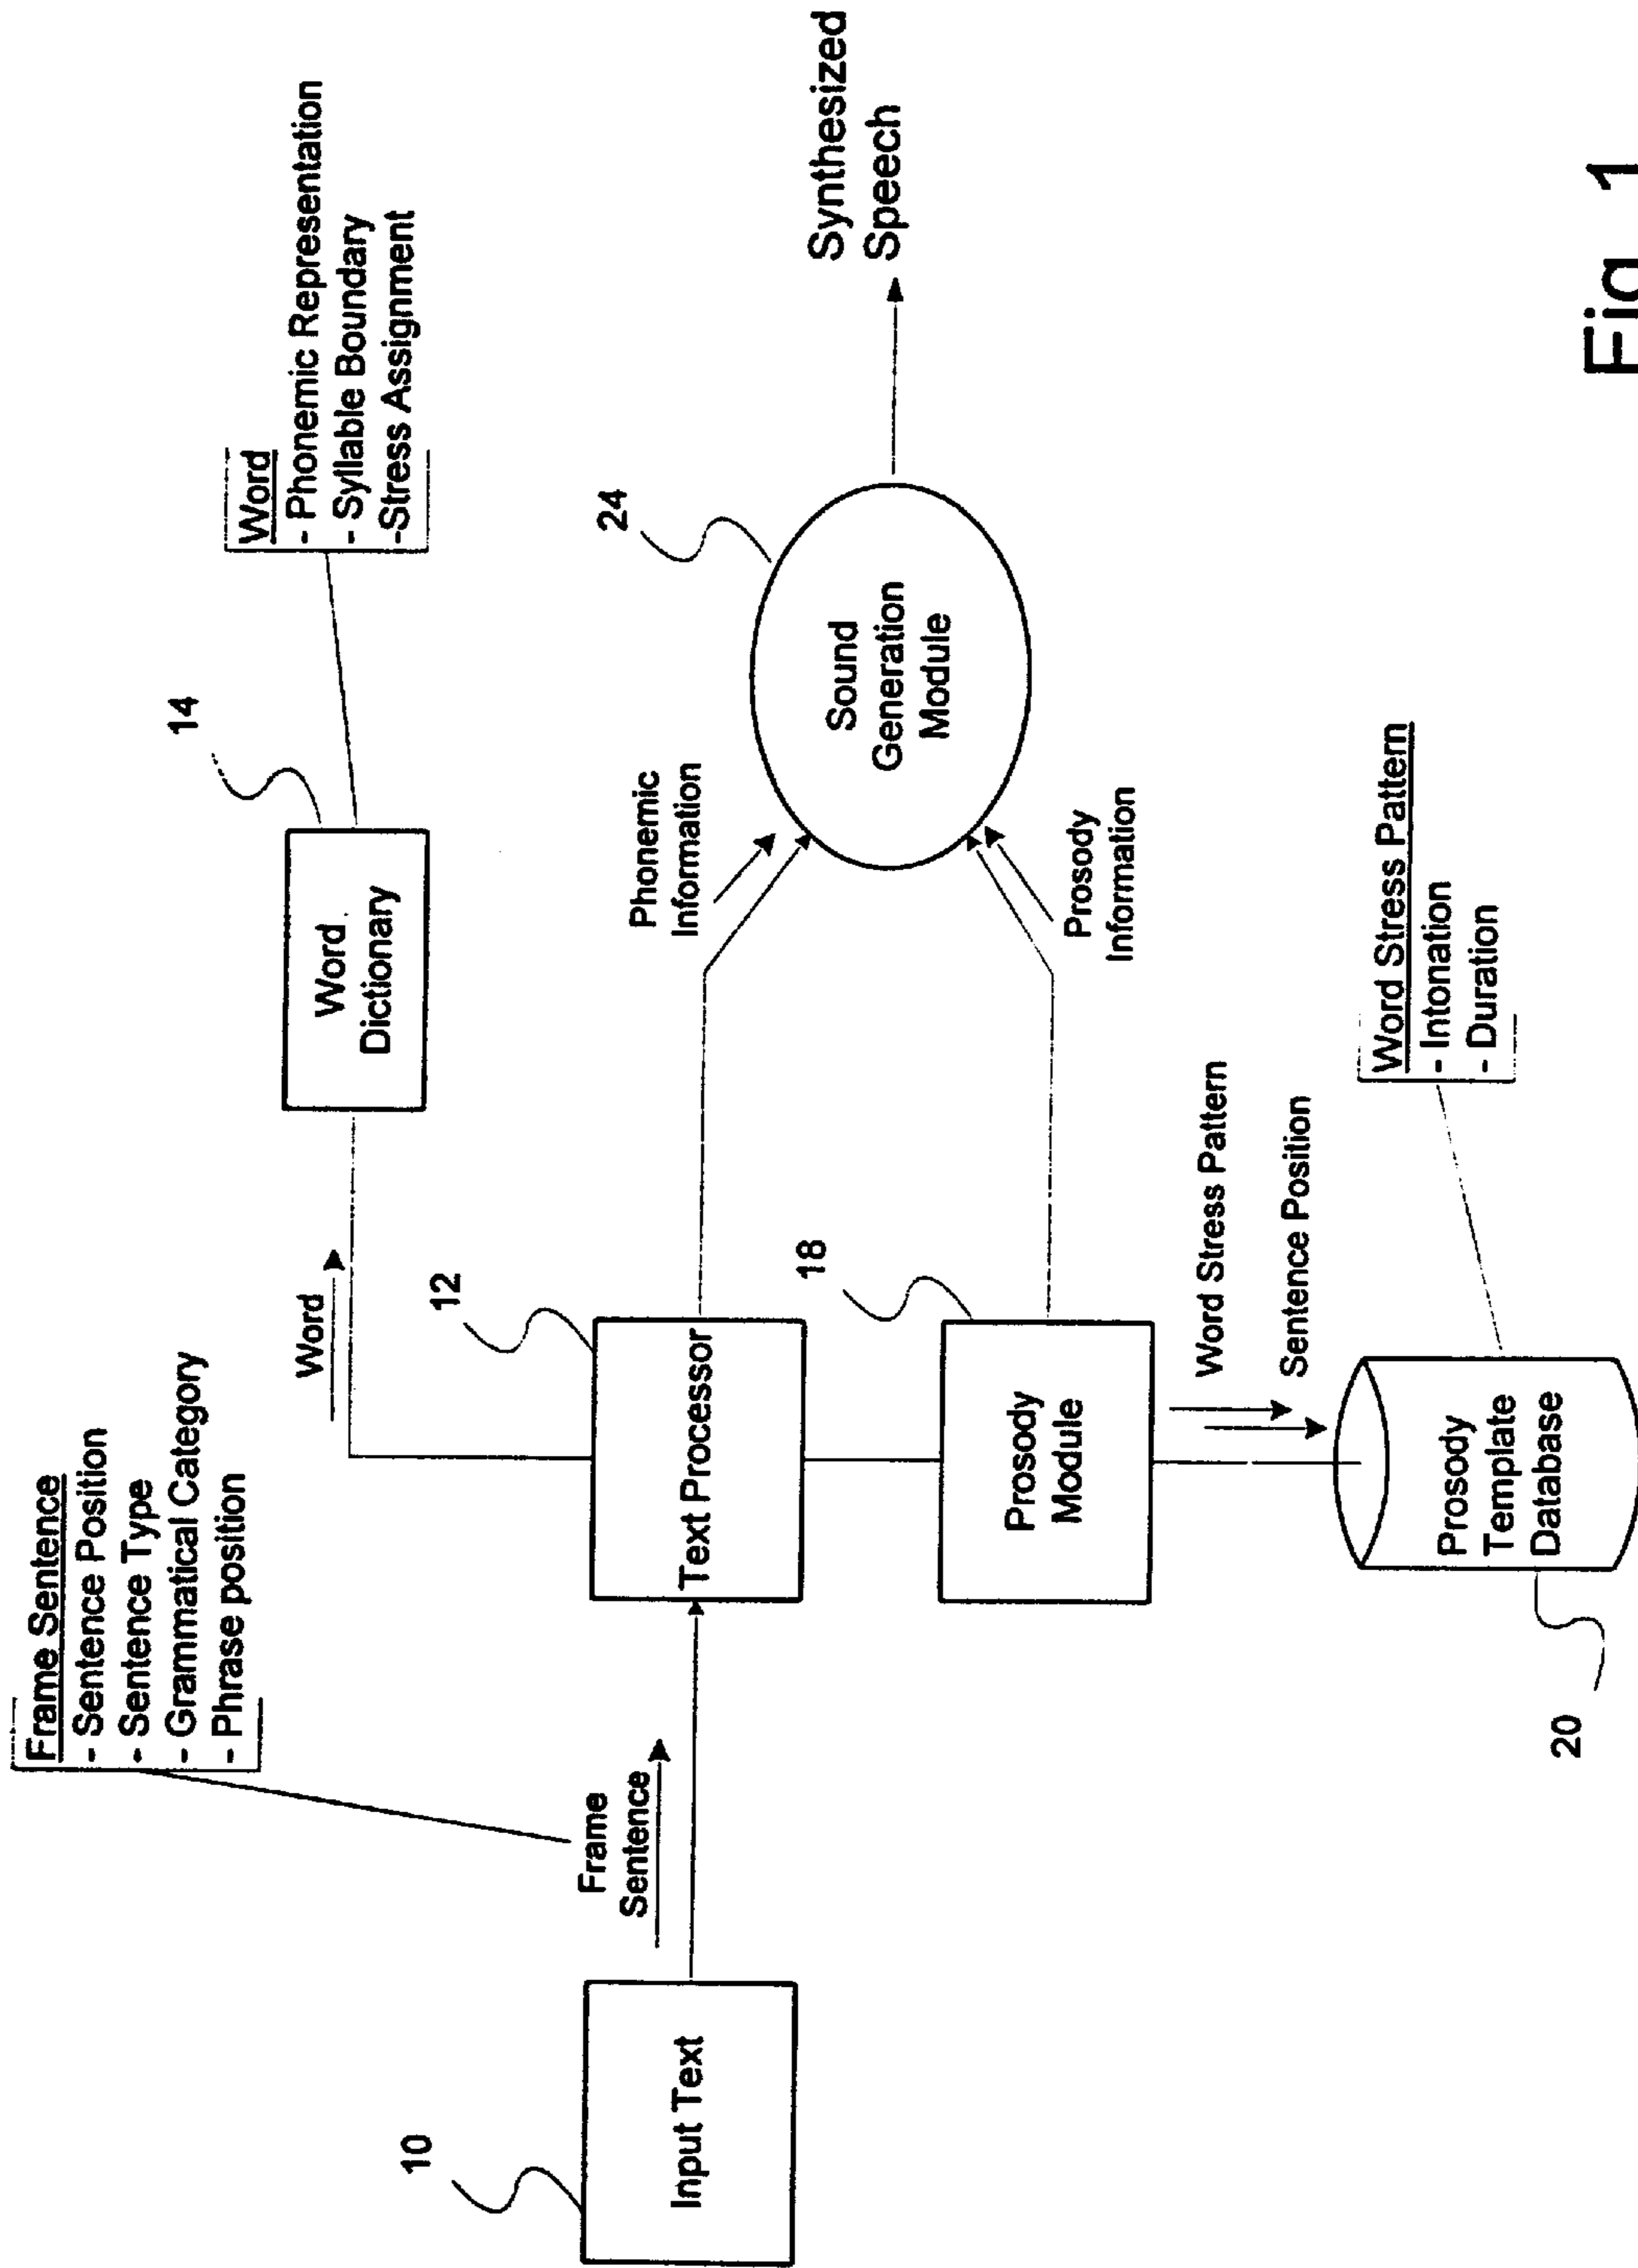 Frame Sentence
- Sentence Position
- Sentence Type
- Grammatical Category
- Phrase position
Word
- Phonemic Representation
- Syllable Boundary
-Stress Assignment
14
Word
Word
Dictionary
10
Input Text
Frame
Sentence
12
Text Processor
Phonemic
Information
24
Sound
Generation
Module
Synthesized
Speech
18
Prosody
Module
Prosody
Information
Word Stress Pattern
Sentence Position
Word Stress Pattern
- Intonation
- Duration
Prosody
Template
Database
20
Fig. 1